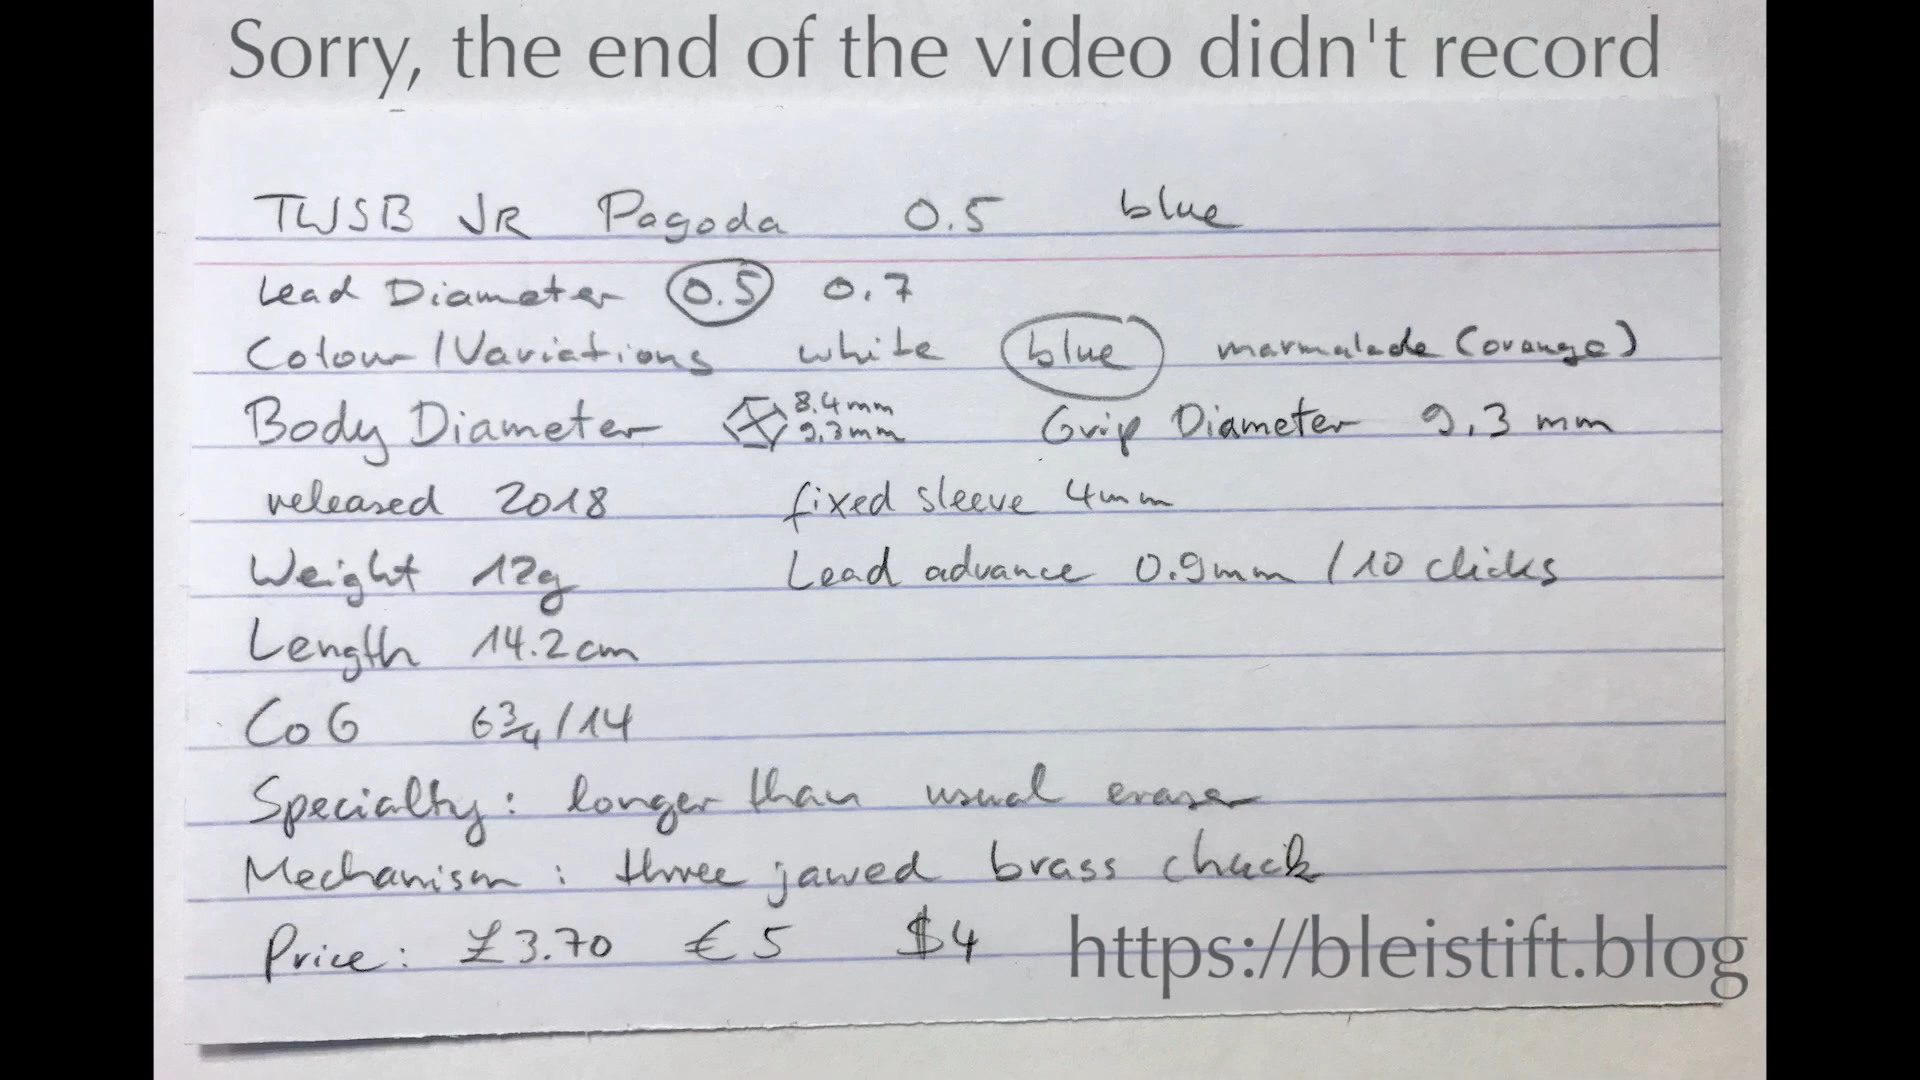 Sorry, the end of the video didn't record
TWSB JR Pagoda 0.5 blue
Lead Diameter 0.5 0.7
Colour/Variations white blue marmalade (orange)
Body Diameter 8.4mm 9.3mm Grip Diameter 9.3 mm
released 2018 fixed sleeve 4mm
Weight 12g Lead advance 0.9mm /10 clicks
Length 14.2cm
CoG 6¾/14
Specialty: longer than usual eraser
Mechanism: three jawed brass chuck
Price: £3.70 €5 $4
https://bleistift.blog